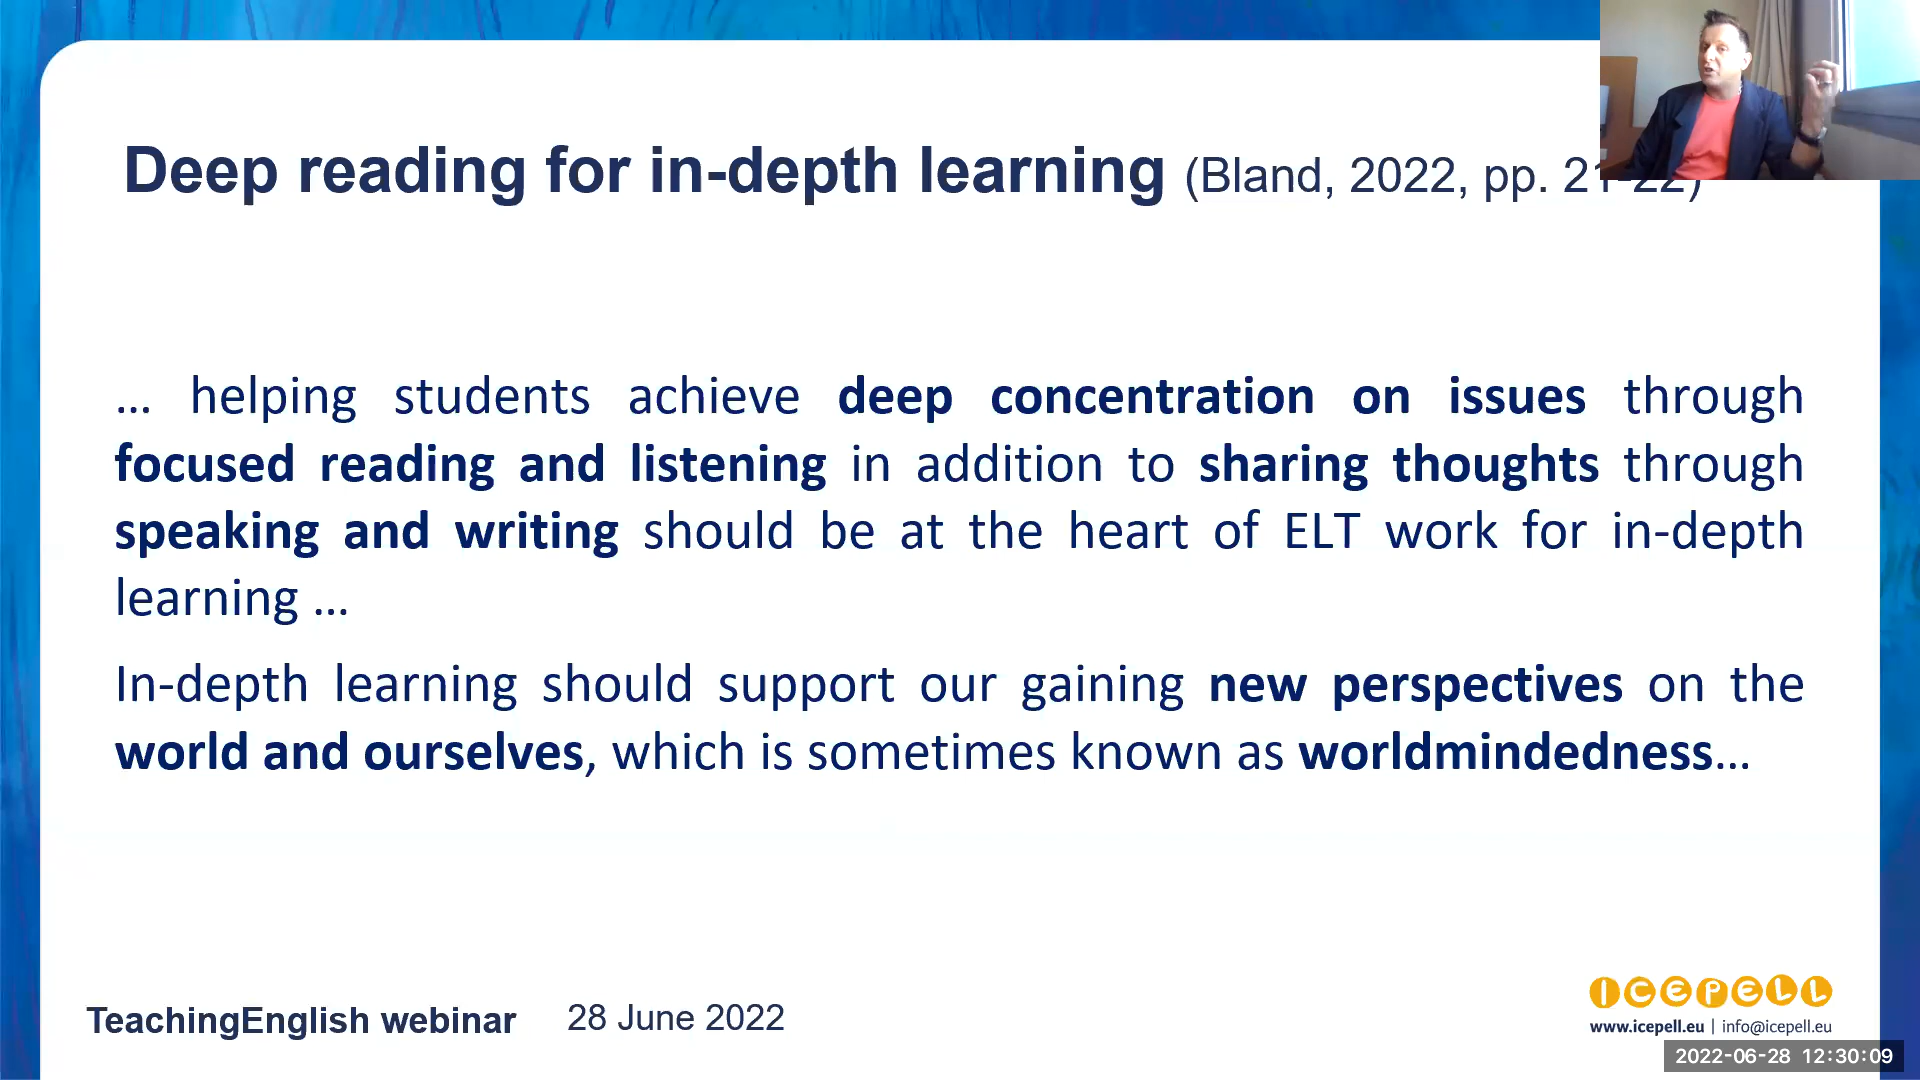 Deep reading for in-depth learning (Bland, 2022, pp. 21-22)
… helping students achieve deep concentration on issues through
focused reading and listening in addition to sharing thoughts through
speaking and writing should be at the heart of ELT work for in-depth
learning …
In-depth learning should support our gaining new perspectives on the
world and ourselves, which is sometimes known as worldmindedness…
TeachingEnglish webinar 28 June 2022
ICEPELL
www.icepell.eu | info@icepell.eu
2022-06-28 12:30:09